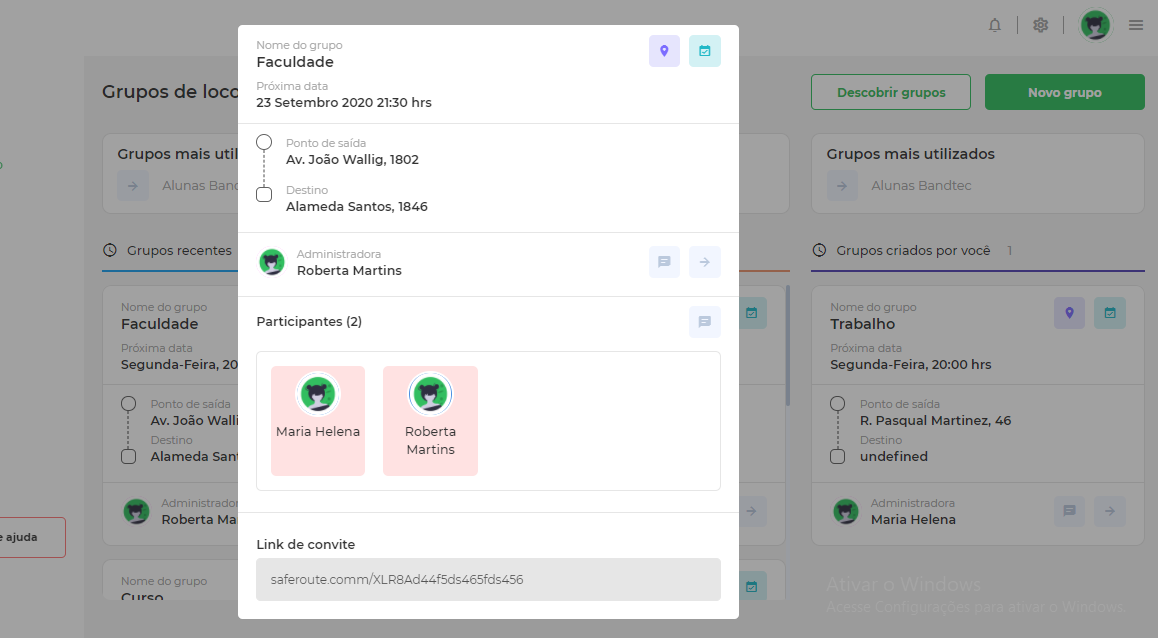 Nome do grupo
Faculdade
Próxima data
23 Setembro 2020 21:30 hrs
Ponto de saída
Av. João Wallig, 1802
Destino
Alameda Santos, 1846
Administradora
Roberta Martins
Participantes (2)
Maria Helena
Roberta
Martins
Link de convite
saferoute.comm/XLR8Ad44f5ds465fds456
Grupos de loco
Descobrir grupos
Novo grupo
Grupos mais util
Alunas Band
Grupos mais utilizados
Alunas Bandtec
Grupos recentes
Grupos criados por você 1
Nome do grupo
Faculdade
Próxima data
Segunda-Feira, 20
Ponto de saída
Av. João Walli
Destino
Alameda San
Administrador
Roberta Ma
Nome do grupo
Curso
Nome do grupo
Trabalho
Próxima data
Segunda-Feira, 20:00 hrs
Ponto de saída
R. Pasqual Martinez, 46
Destino
undefined
Administradora
Maria Helena
e ajuda
Ativar o Windows
Acesse Configurações para ativar o Windows.